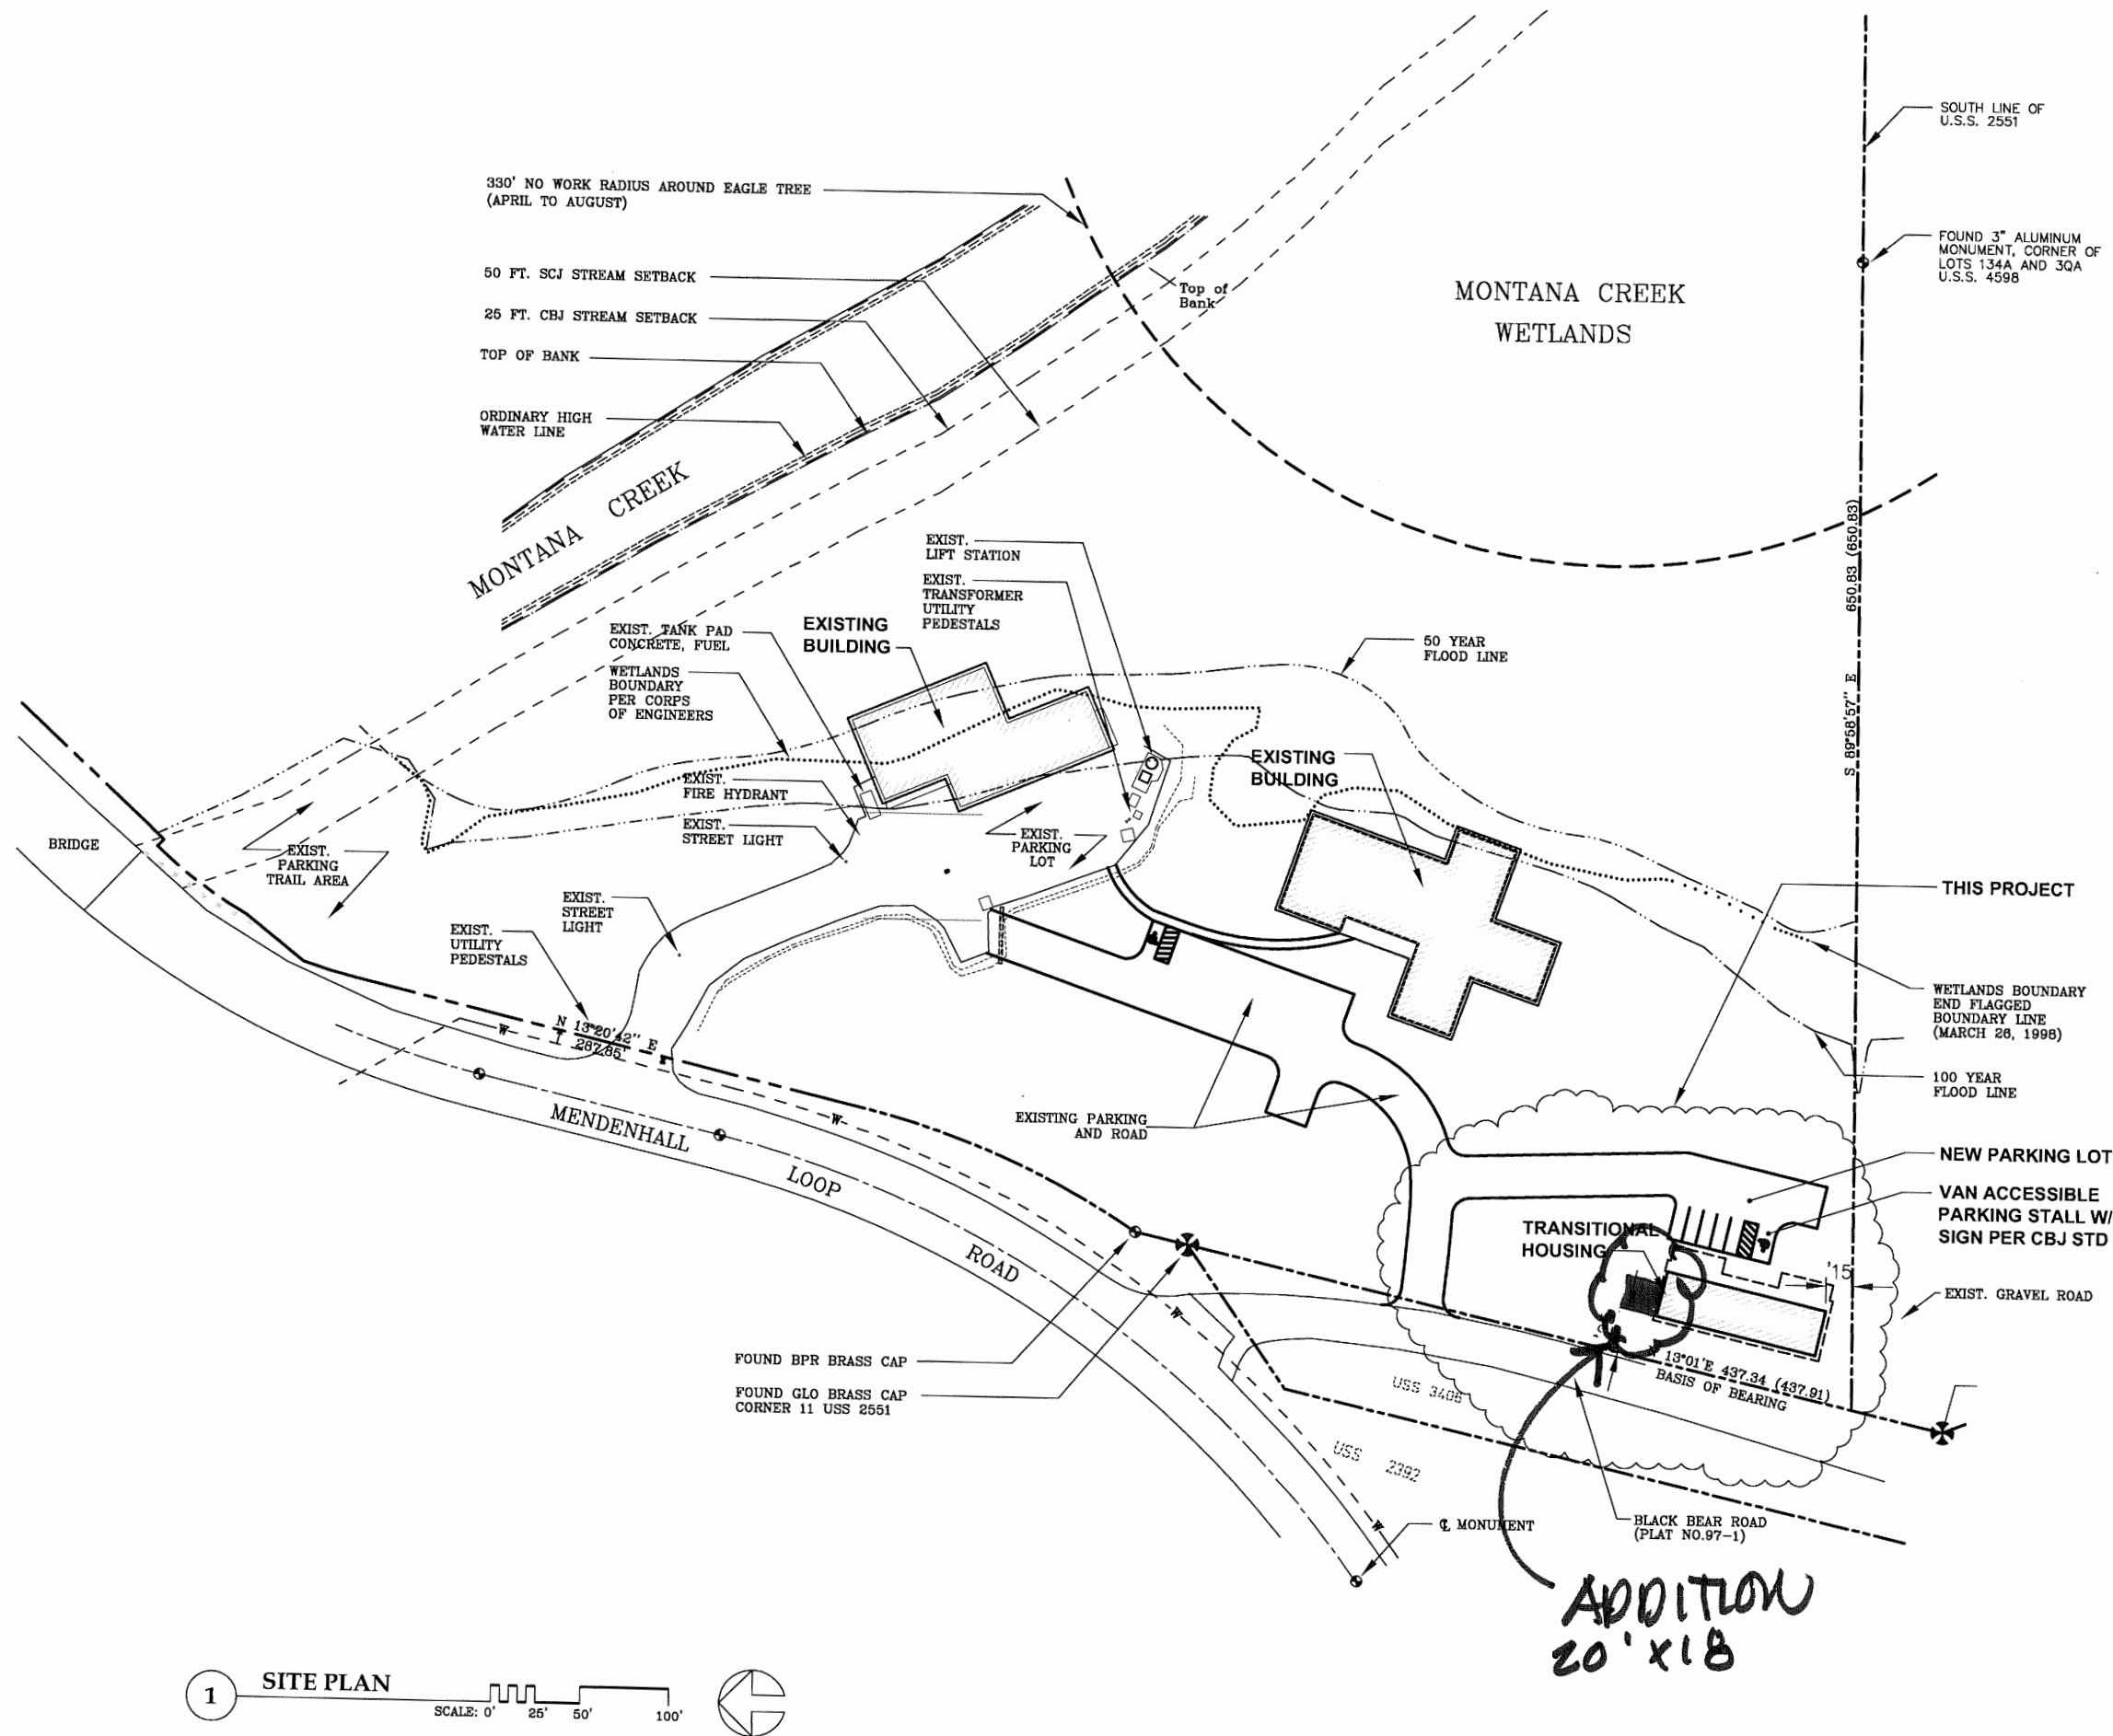 330' NO WORK RADIUS AROUND EAGLE TREE
(APRIL TO AUGUST)
50 FT. SCJ STREAM SETBACK
25 FT. CBJ STREAM SETBACK
TOP OF BANK
ORDINARY HIGH
WATER LINE
MONTANA CREEK
Top of
Bank
MONTANA CREEK
WETLANDS
SOUTH LINE OF
U.S.S. 2551
FOUND 3" ALUMINUM
MONUMENT, CORNER OF
LOTS 134A AND 3QA
U.S.S. 4598
S 89°58'57" E 650.83 (650.83)
EXIST.
LIFT STATION
EXIST.
TRANSFORMER
UTILITY
PEDESTALS
EXIST. TANK PAD
CONCRETE, FUEL
EXISTING
BUILDING
WETLANDS
BOUNDARY
PER CORPS
OF ENGINEERS
50 YEAR
FLOOD LINE
EXIST.
FIRE HYDRANT
EXIST.
STREET LIGHT
EXISTING
BUILDING
EXIST.
PARKING
LOT
BRIDGE
EXIST.
PARKING
TRAIL AREA
EXIST.
STREET
LIGHT
EXIST.
UTILITY
PEDESTALS
THIS PROJECT
WETLANDS BOUNDARY
END FLAGGED
BOUNDARY LINE
(MARCH 26, 1998)
100 YEAR
FLOOD LINE
N 13°20'42" E
287.85'
W
W
W
W
MENDENHALL LOOP ROAD
EXISTING PARKING
AND ROAD
NEW PARKING LOT
VAN ACCESSIBLE
PARKING STALL W/
SIGN PER CBJ STD
TRANSITIONAL
HOUSING
'15
EXIST. GRAVEL ROAD
FOUND BPR BRASS CAP
FOUND GLO BRASS CAP
CORNER 11 USS 2551
13°01'E 437.34 (437.91)
BASIS OF BEARING
USS 3406
USS 2392
℄ MONUMENT
BLACK BEAR ROAD
(PLAT NO.97-1)
ADDITION
20' x 18
1 SITE PLAN
SCALE: 0' 25' 50' 100'